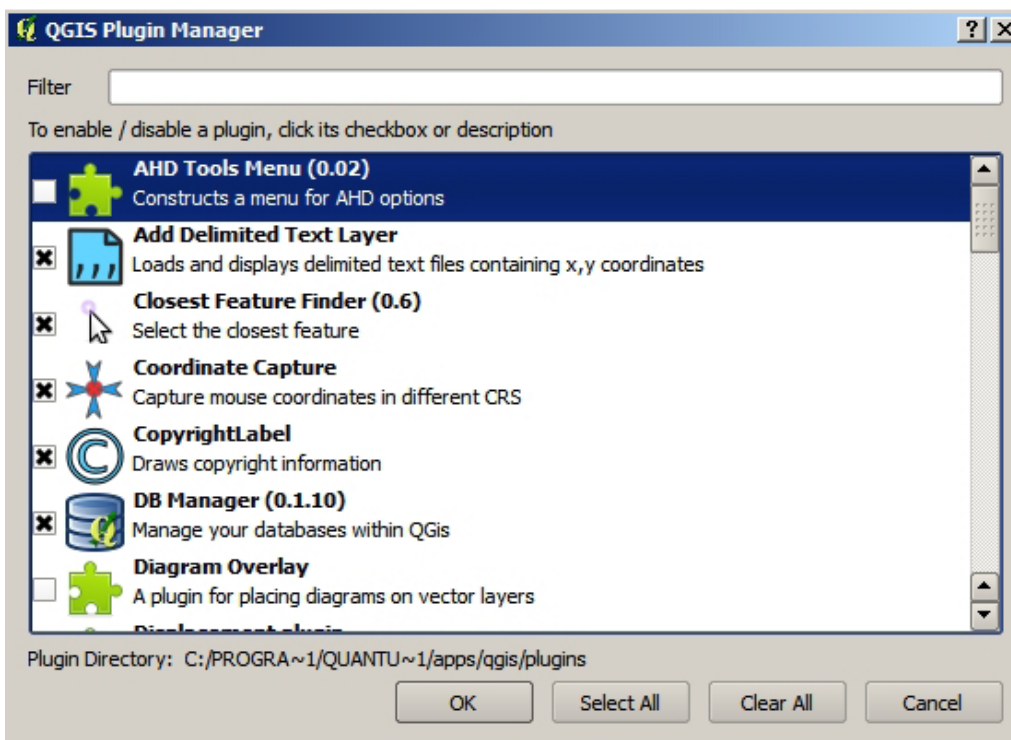 QGIS Plugin Manager
Filter
To enable / disable a plugin, click its checkbox or description
AHD Tools Menu (0.02)
Constructs a menu for AHD options
Add Delimited Text Layer
Loads and displays delimited text files containing x,y coordinates
Closest Feature Finder (0.6)
Select the closest feature
Coordinate Capture
Capture mouse coordinates in different CRS
CopyrightLabel
Draws copyright information
DB Manager (0.1.10)
Manage your databases within QGis
Diagram Overlay
A plugin for placing diagrams on vector layers
Displacement plugin
Plugin Directory: C:/PROGRA~1/QUANTU~1/apps/qgis/plugins
OK Select All Clear All Cancel